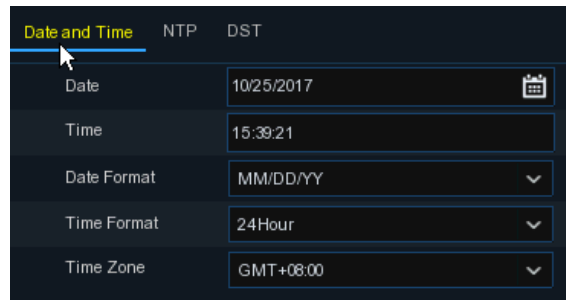 Date and Time NTP DST
Date 10/25/2017
Time 15:39:21
Date Format MM/DD/YY
Time Format 24Hour
Time Zone GMT+08:00